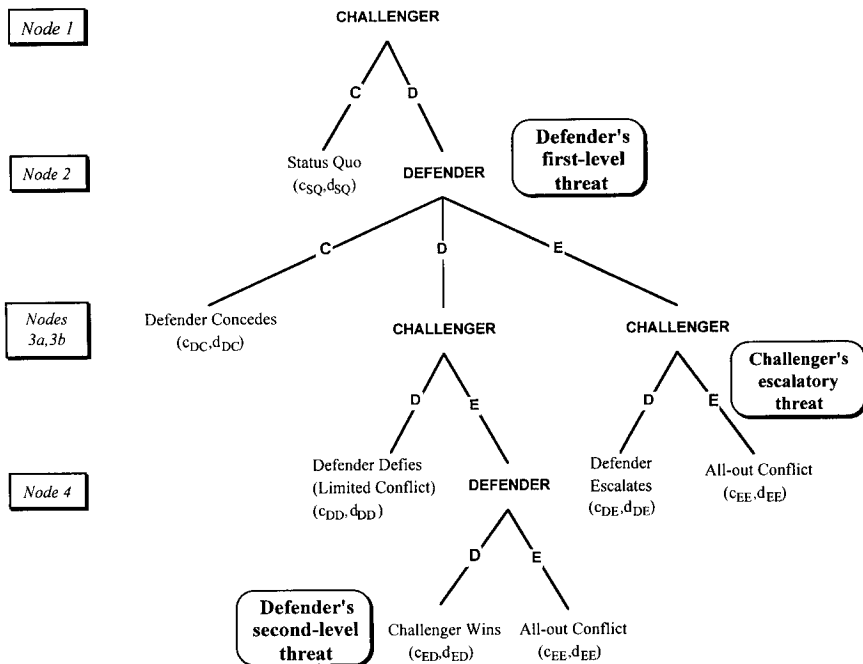 Node 1
CHALLENGER
C
D
Status Quo
(cSQ,dSQ)
Node 2
DEFENDER
Defender's
first-level
threat
C
D
E
Nodes
3a,3b
Defender Concedes
(cDC,dDC)
CHALLENGER
CHALLENGER
Challenger's
escalatory
threat
D
E
D
E
Node 4
Defender Defies
(Limited Conflict)
(cDD,dDD)
DEFENDER
Defender
Escalates
(cDE,dDE)
All-out Conflict
(cEE,dEE)
D
E
Defender's
second-level
threat
Challenger Wins
(cED,dED)
All-out Conflict
(cEE,dEE)